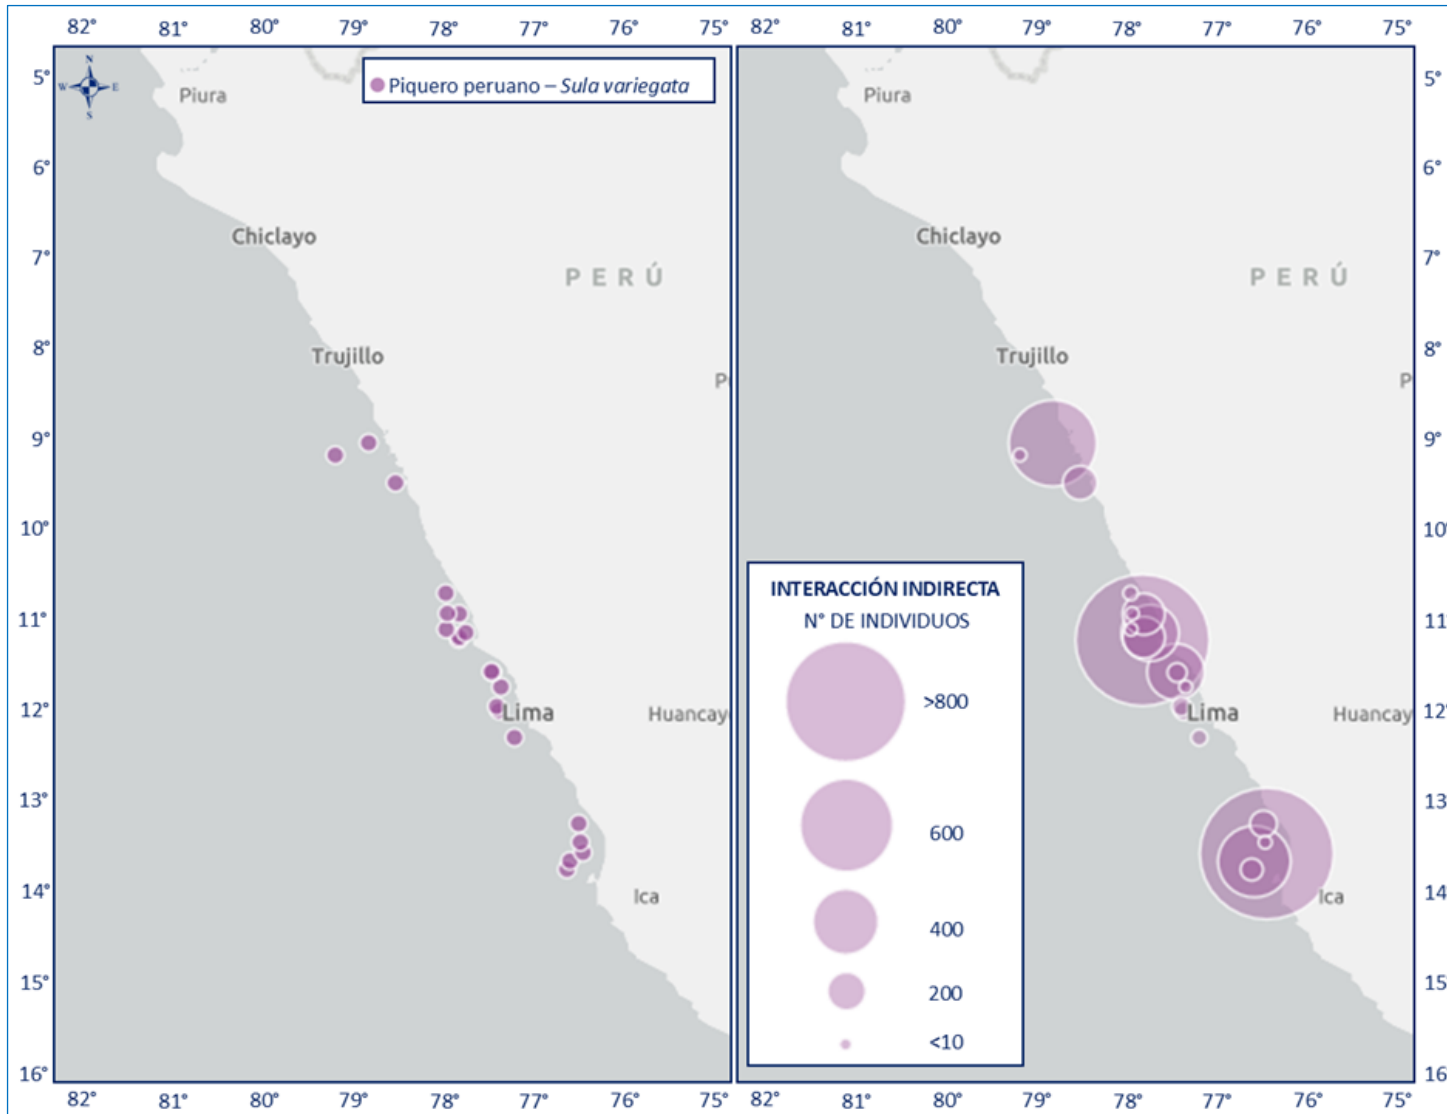 82° 81° 80° 79° 78° 77° 76° 75°
82° 81° 80° 79° 78° 77° 76° 75°
N
W E
S
Piquero peruano – Sula variegata
5°
6°
7°
8°
9°
10°
11°
12°
13°
14°
15°
16°
Piura
Chiclayo
PERÚ
Trujillo
Lima
Huancay
Ica
Piura
Chiclayo
PERÚ
Trujillo
P
Lima
Huancay
Ica
INTERACCIÓN INDIRECTA
N° DE INDIVIDUOS
>800
600
400
200
<10
5°
6°
7°
8°
9°
10°
11°
12°
13°
14°
15°
16°
82° 81° 80° 79° 78° 77° 76° 75°
82° 81° 80° 79° 78° 77° 76° 75°